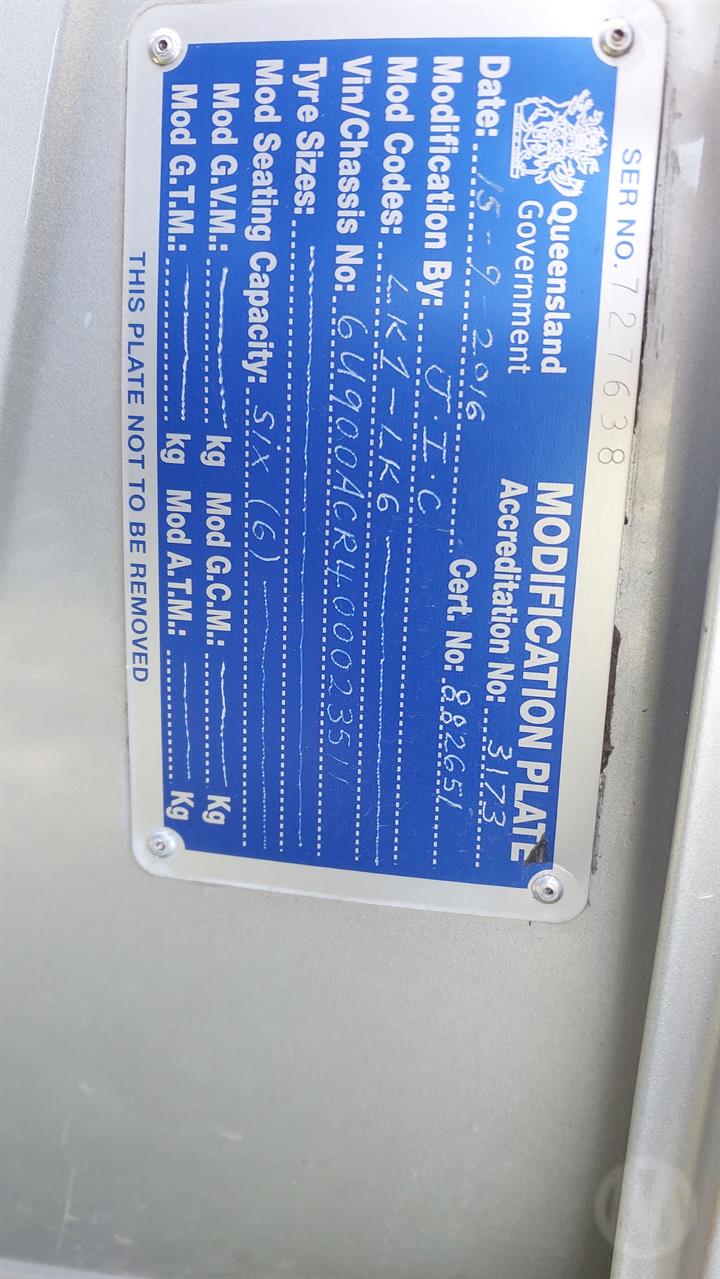 SER NO. 727638
Queensland Government
MODIFICATION PLATE
Accreditation No: 3173
Date: 15-9-2016
Modification By: J.I.C Cert. No: 882651
Mod Codes: LK1-LK6
Vin/Chassis No: 6U900ACR400023511
Tyre Sizes:
Mod Seating Capacity: SIX (6)
Mod G.V.M.: kg Mod G.C.M.: Kg
Mod G.T.M.: kg Mod A.T.M.: Kg
THIS PLATE NOT TO BE REMOVED